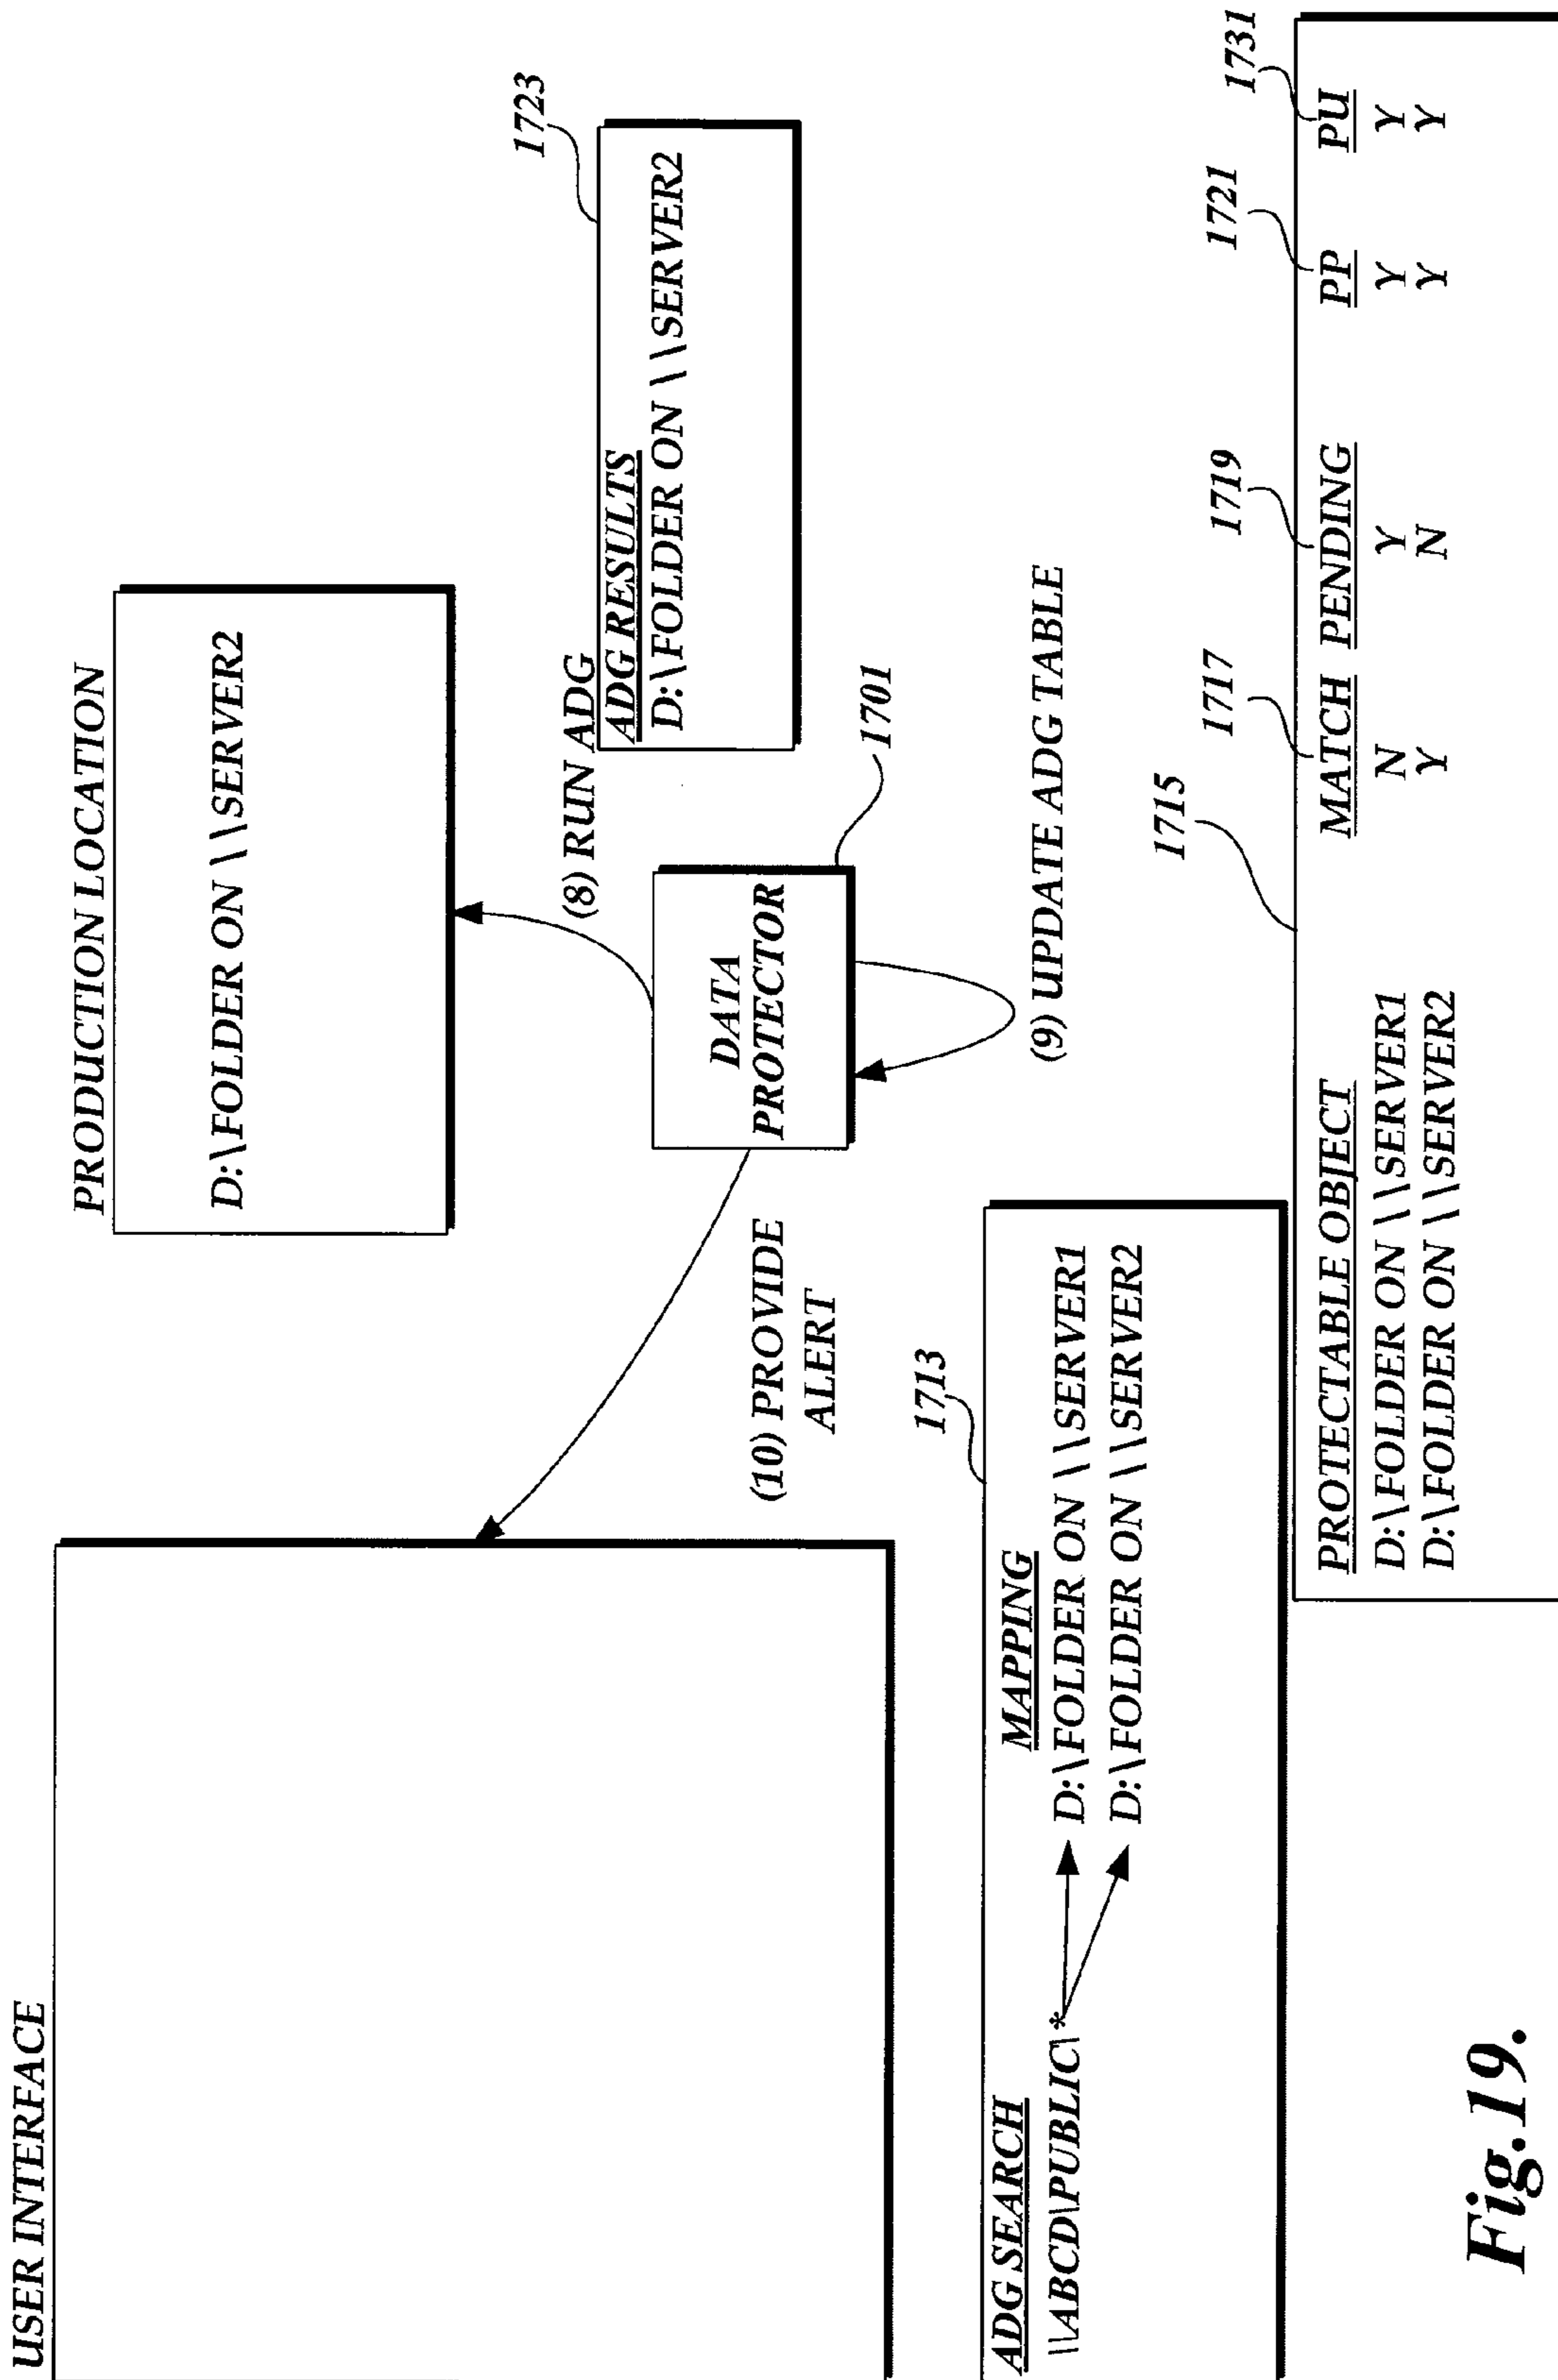 USER INTERFACE
PRODUCTION LOCATION
D:\FOLDER ON \\SERVER2
(8) RUN ADG
1723
ADG RESULTS
D:\FOLDER ON \\SERVER2
DATA
PROTECTOR
1701
(9) UPDATE ADG TABLE
(10) PROVIDE
ALERT
1713
ADG SEARCH
MAPPING
\\ABCD\PUBLIC\*
D:\FOLDER ON \\SERVER1
D:\FOLDER ON \\SERVER2
1715
1717
1719
1721
1731
PROTECTABLE OBJECT MATCH PENDING PP PU
D:\FOLDER ON \\SERVER1 N Y Y Y
D:\FOLDER ON \\SERVER2 Y N Y Y
Fig.19.